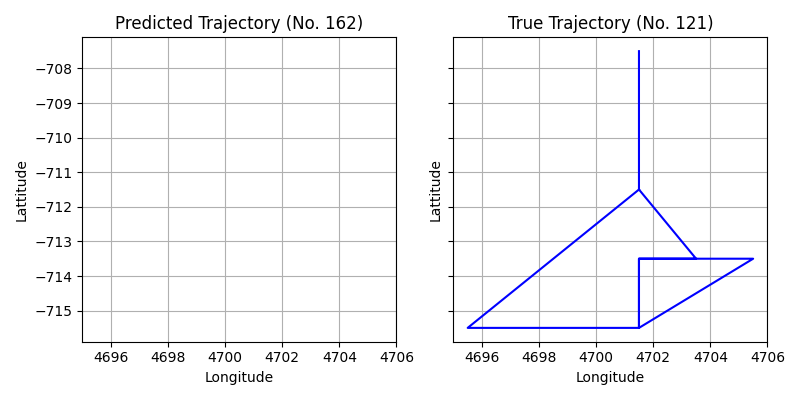 Predicted Trajectory (No. 162)
−708
−709
−710
−711
−712
−713
−714
−715
Lattitude
4696 4698 4700 4702 4704 4706
Longitude
True Trajectory (No. 121)
Lattitude
4696 4698 4700 4702 4704 4706
Longitude